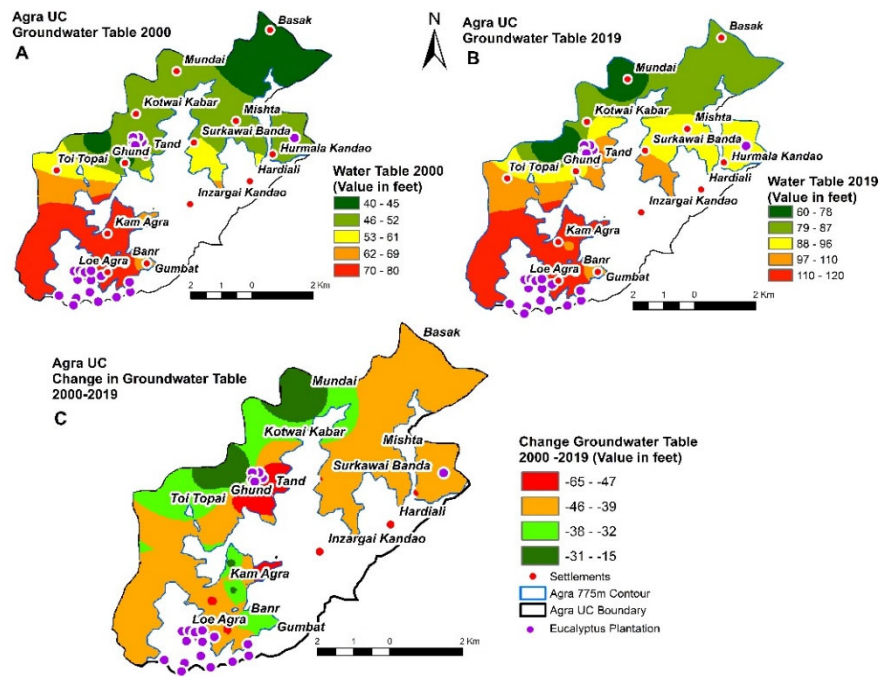 Agra UC
Groundwater Table 2000
A
Basak
Mundai
Kotwai Kabar
Mishta
Tand
Surkawai Banda
Ghund
Toi Topai
Hurmala Kandao
Hardiali
Inzargai Kandao
Kam Agra
Banr
Loe Agra
Gumbat
Water Table 2000
(Value in feet)
40 - 45
46 - 52
53 - 61
62 - 69
70 - 80
2 1 0 2 Km
N
Agra UC
Groundwater Table 2019
B
Basak
Mundai
Kotwai Kabar
Mishta
Tand
Surkawai Banda
Ghund
Toi Topai
Hurmala Kandao
Hardiali
Inzargai Kandao
Kam Agra
Banr
Loe Agra
Gumbat
Water Table 2019
(Value in feet)
60 - 78
79 - 87
88 - 96
97 - 110
110 - 120
2 1 0 2 Km
Agra UC
Change in Groundwater Table
2000-2019
C
Basak
Mundai
Kotwai Kabar
Mishta
Surkawai Banda
Tand
Ghund
Toi Topai
Hardiali
Inzargai Kandao
Kam Agra
Banr
Loe Agra
Gumbat
2 1 0 2 Km
Change Groundwater Table
2000 -2019 (Value in feet)
-65 - -47
-46 - -39
-38 - -32
-31 - -15
Settlements
Agra 775m Contour
Agra UC Boundary
Eucalyptus Plantation